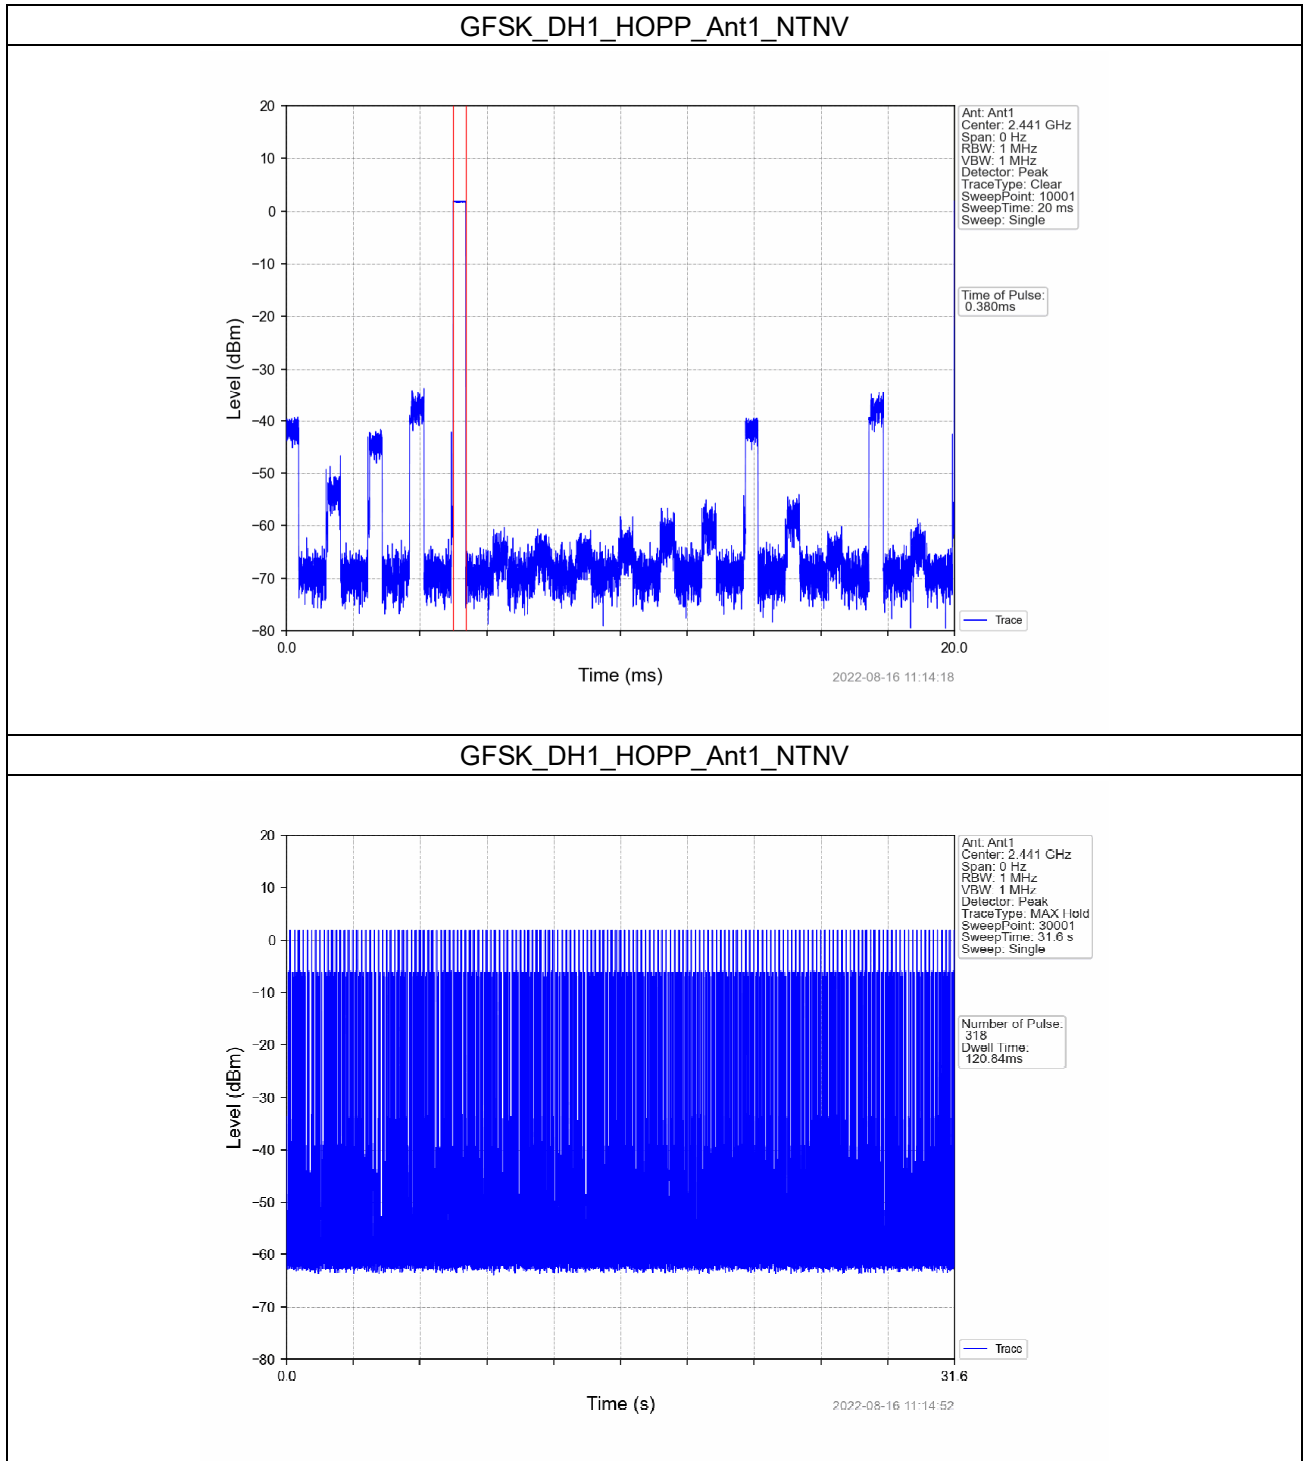 GFSK_DH1_HOPP_Ant1_NTNV
20
10
0
−10
−20
−30
−40
−50
−60
−70
−80
Level (dBm)
0.0
20.0
Time (ms)
2022-08-16 11:14:18
Ant: Ant1
Center: 2.441 GHz
Span: 0 Hz
RBW: 1 MHz
VBW: 1 MHz
Detector: Peak
TraceType: Clear
SweepPoint: 10001
SweepTime: 20 ms
Sweep: Single
Time of Pulse:
0.380ms
Trace
GFSK_DH1_HOPP_Ant1_NTNV
20
10
0
−10
−20
−30
−40
−50
−60
−70
−80
Level (dBm)
0.0
31.6
Time (s)
2022-08-16 11:14:52
Ant: Ant1
Center: 2.441 GHz
Span: 0 Hz
RBW: 1 MHz
VBW: 1 MHz
Detector: Peak
TraceType: MAX Hold
SweepPoint: 30001
SweepTime: 31.6 s
Sweep: Single
Number of Pulse:
318
Dwell Time:
120.84ms
Trace